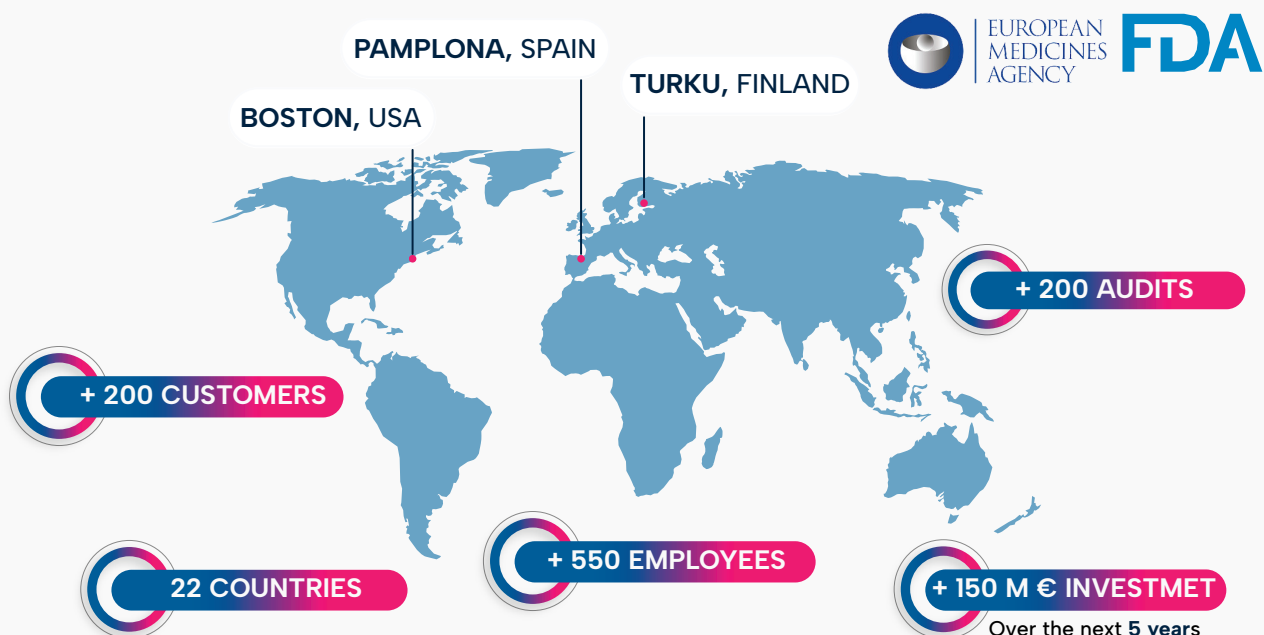 PAMPLONA, SPAIN
EUROPEAN
MEDICINES
AGENCY
FDA
TURKU, FINLAND
BOSTON, USA
+ 200 AUDITS
+ 200 CUSTOMERS
+ 550 EMPLOYEES
22 COUNTRIES
+ 150 M € INVESTMET
Over the next 5 years